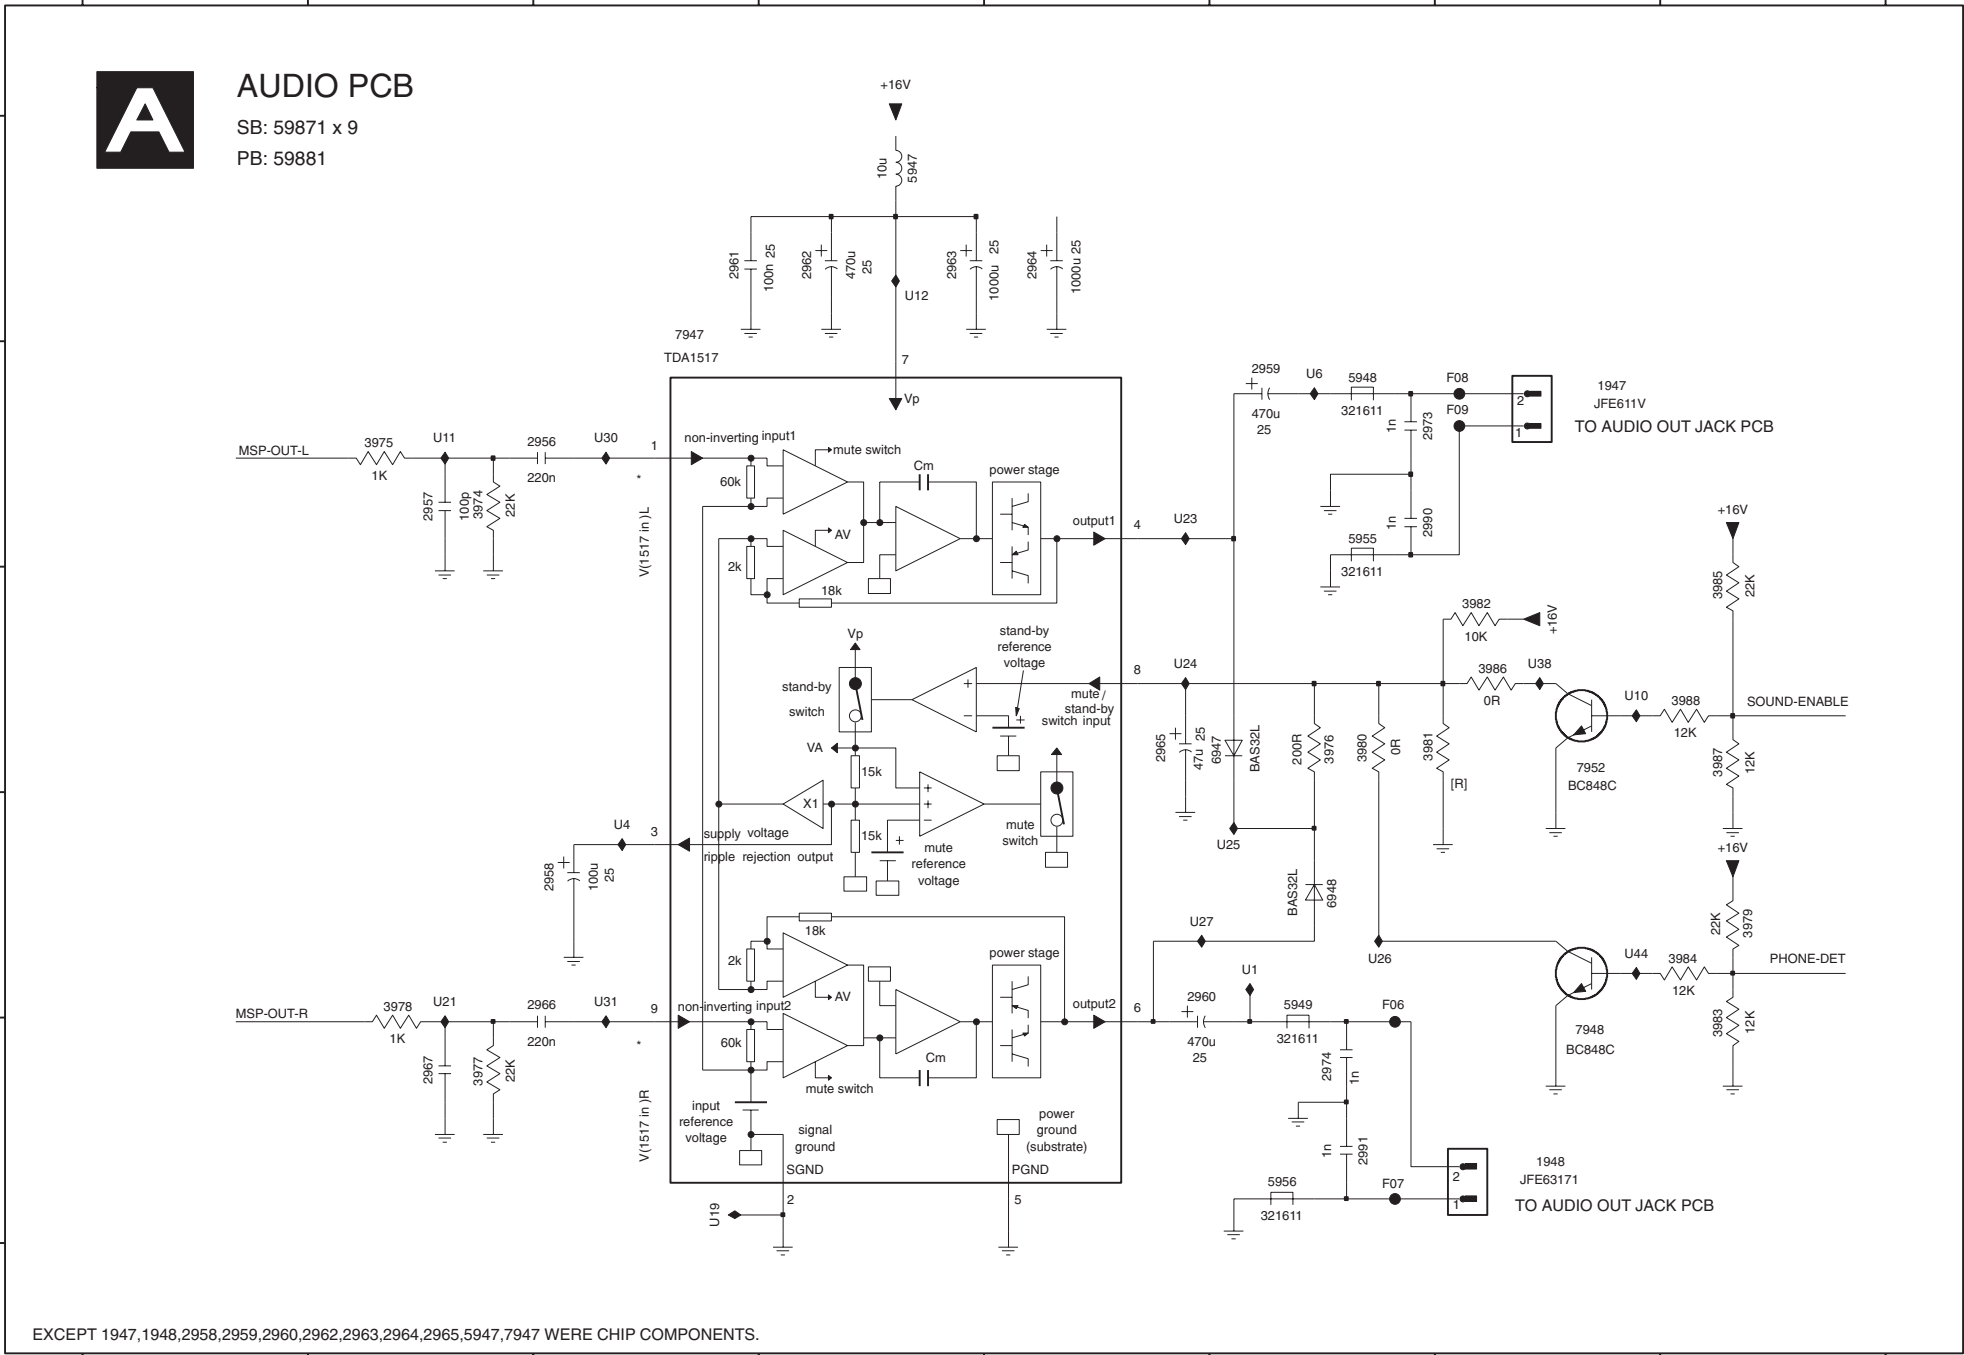 A
AUDIO PCB
SB: 59871 x 9
PB: 59881
+16V
10u
5947
2961
100n 25
2962
470u
25
2963
1000u 25
2964
1000u 25
U12
7947
TDA1517
7
Vp
MSP-OUT-L
3975
1K
U11
2957
100p
3974
22K
2956
220n
U30
1
*
V(1517 in )L
non-inverting input1
60k
mute switch
2k
AV
18k
Cm
power stage
output1
4
U23
2959
470u
25
U6
5948
321611
F08
F09
1n
2973
1n
2990
5955
321611
2
1
1947
JFE611V
TO AUDIO OUT JACK PCB
+16V
3985
22K
3982
10K
+16V
Vp
stand-by
switch
stand-by
reference
voltage
+
−
+
mute /
stand-by
switch input
8
U24
3986
0R
U38
U10
3988
12K
SOUND-ENABLE
2965
47u 25
6947
BAS32L
200R
3976
3980
0R
3981
[R]
7952
BC848C
3987
12K
VA
15k
15k
X1
+
+
−
+
mute
reference
voltage
mute
switch
U4
3
supply voltage
ripple rejection output
2958
100u
25
U25
BAS32L
6948
+16V
22K
3979
U27
U26
U44
3984
12K
PHONE-DET
7948
BC848C
3983
12K
18k
2k
AV
power stage
MSP-OUT-R
3978
1K
U21
2967
3977
22K
2966
220n
U31
9
*
V(1517 in )R
non-inverting input2
60k
mute switch
Cm
output2
6
2960
470u
25
U1
5949
321611
F06
2974
1n
1n
2991
5956
321611
F07
2
1
1948
JFE63171
TO AUDIO OUT JACK PCB
input
reference
voltage
signal
ground
SGND
power
ground
(substrate)
PGND
U19
2
5
EXCEPT 1947,1948,2958,2959,2960,2962,2963,2964,2965,5947,7947 WERE CHIP COMPONENTS.